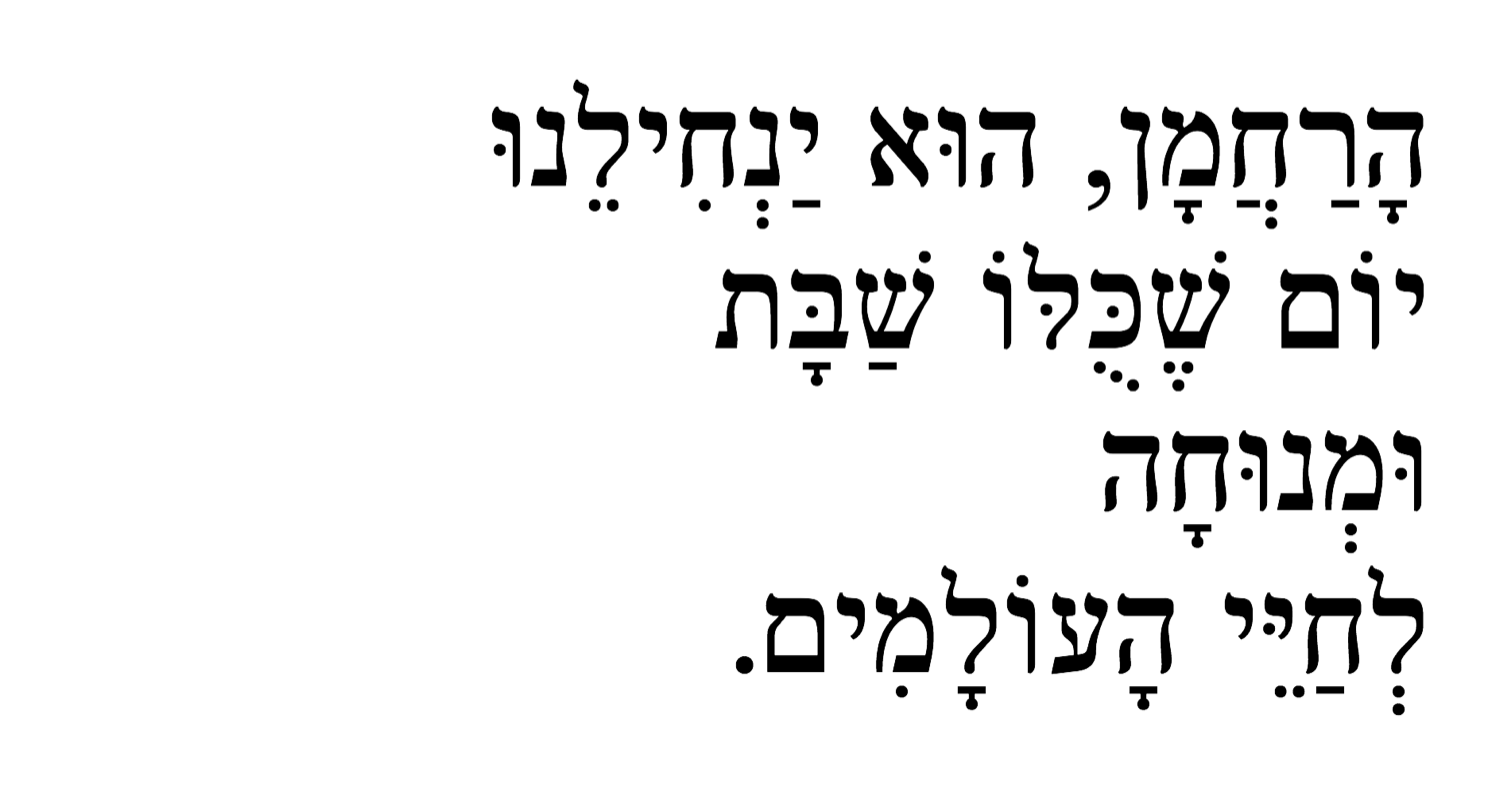 הָרַחֲמָן, הוּא יַנְחִילֵנוּ
יוֹם שֶׁכֻּלּוֹ שַׁבָּת
וּמְנוּחָה
לְחַיֵּי הָעוֹלָמִים.